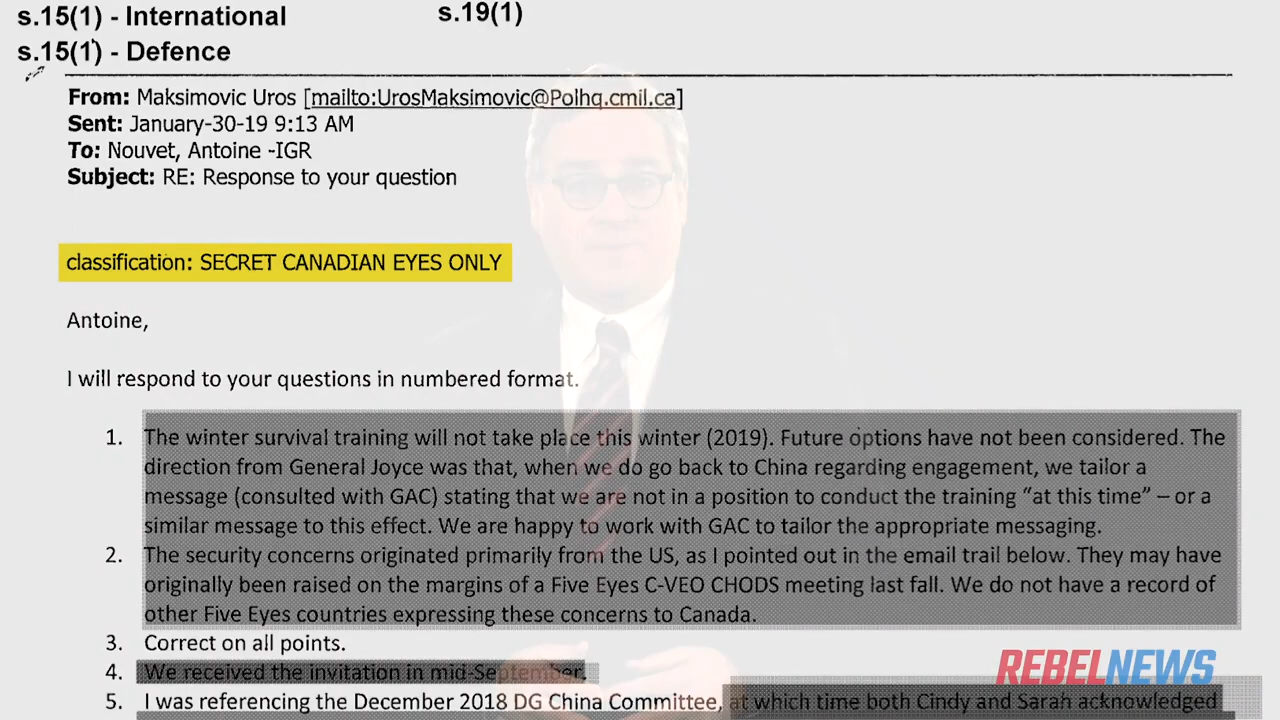 s.15(1) - International
s.19(1)
s.15(1) - Defence
From: Maksimovic Uros [mailto:UrosMaksimovic@Polhq.cmil.ca]
Sent: January-30-19 9:13 AM
To: Nouvet, Antoine -IGR
Subject: RE: Response to your question
classification: SECRET CANADIAN EYES ONLY
Antoine,
I will respond to your questions in numbered format.
1. The winter survival training will not take place this winter (2019). Future options have not been considered. The
direction from General Joyce was that, when we do go back to China regarding engagement, we tailor a
message (consulted with GAC) stating that we are not in a position to conduct the training “at this time” – or a
similar message to this effect. We are happy to work with GAC to tailor the appropriate messaging.
2. The security concerns originated primarily from the US, as I pointed out in the email trail below. They may have
originally been raised on the margins of a Five Eyes C-VEO CHODS meeting last fall. We do not have a record of
other Five Eyes countries expressing these concerns to Canada.
3. Correct on all points.
4. We received the invitation in mid-September.
5. I was referencing the December 2018 DG China Committee, at which time both Cindy and Sarah acknowledged
REBELNEWS